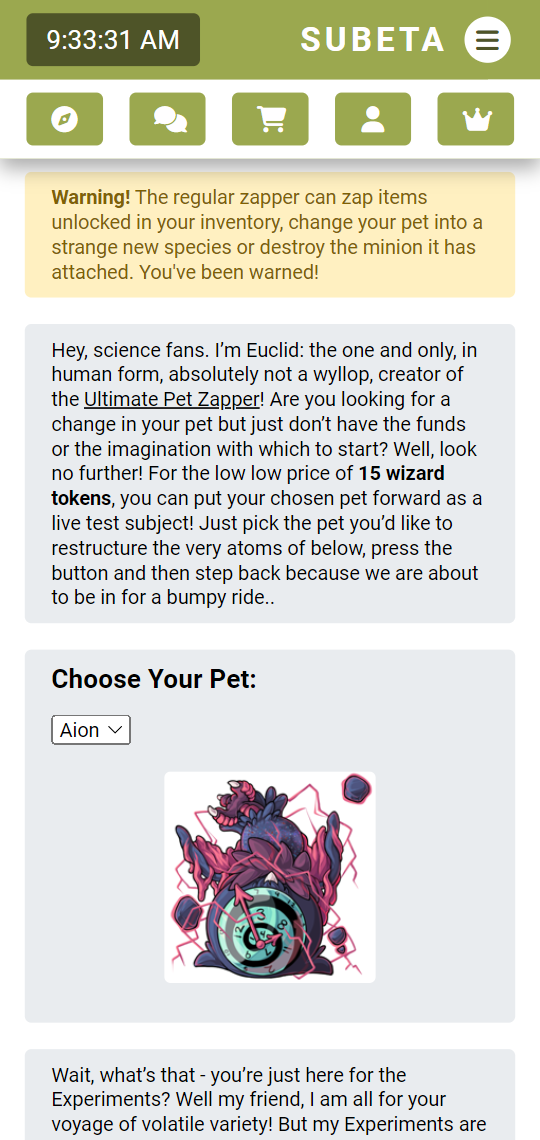 9:33:31 AM
SUBETA
Warning! The regular zapper can zap items
unlocked in your inventory, change your pet into a
strange new species or destroy the minion it has
attached. You've been warned!
Hey, science fans. I’m Euclid: the one and only, in
human form, absolutely not a wyllop, creator of
the Ultimate Pet Zapper! Are you looking for a
change in your pet but just don’t have the funds
or the imagination with which to start? Well, look
no further! For the low low price of 15 wizard
tokens, you can put your chosen pet forward as a
live test subject! Just pick the pet you’d like to
restructure the very atoms of below, press the
button and then step back because we are about
to be in for a bumpy ride..
Choose Your Pet:
Aion
Wait, what’s that - you’re just here for the
Experiments? Well my friend, I am all for your
voyage of volatile variety! But my Experiments are